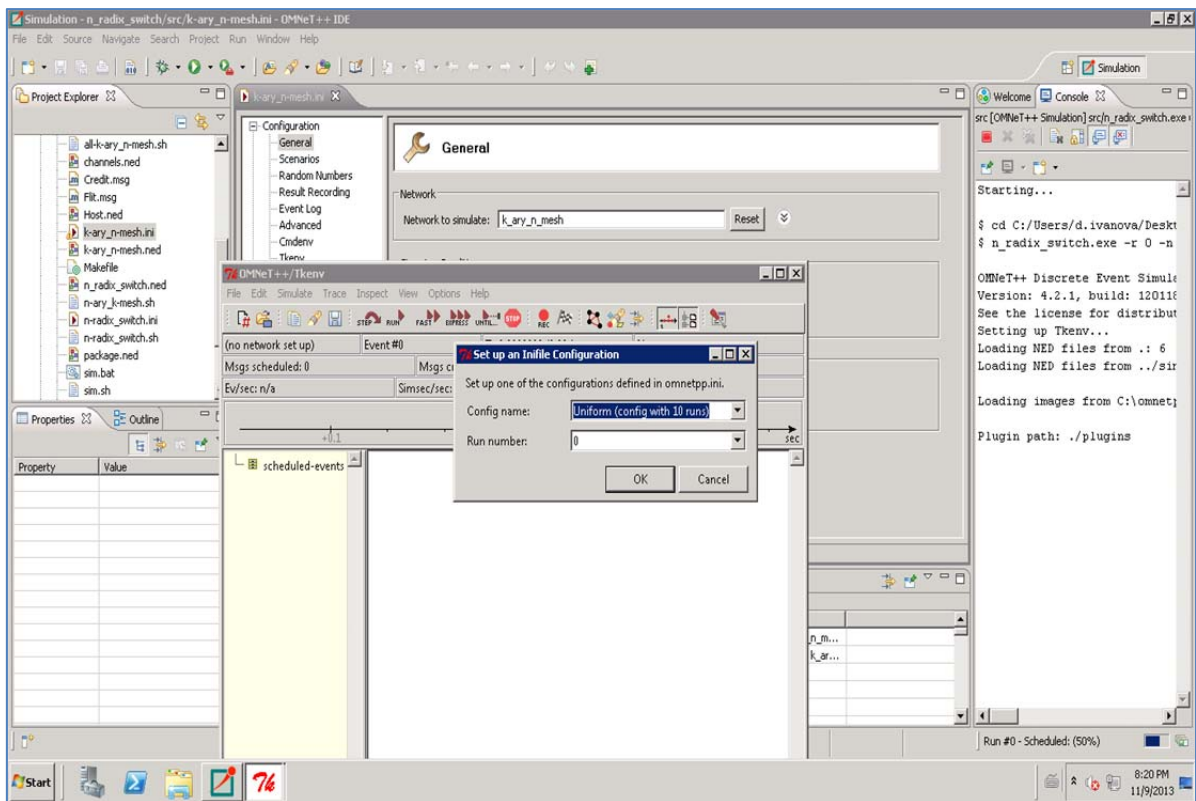 Simulation - n_radix_switch/src/k-ary_n-mesh.ini - OMNeT++ IDE
File Edit Source Navigate Search Project Run Window Help
Simulation
Project Explorer
all-k-ary_n-mesh.sh
channels.ned
Credit.msg
Flit.msg
Host.ned
k-ary_n-mesh.ini
k-ary_n-mesh.ned
Makefile
n_radix_switch.ned
n-ary_k-mesh.sh
n-radix_switch.ini
n-radix_switch.sh
package.ned
sim.bat
sim.sh
Properties Outline
Property Value
k-ary_n-mesh.ini
Configuration
General
Scenarios
Random Numbers
Result Recording
Event Log
Advanced
Cmdenv
Tkenv
General
Network
Network to simulate: k_ary_n_mesh Reset
OMNeT++/Tkenv
File Edit Simulate Trace Inspect View Options Help
STEP RUN FAST EXPRESS UNTIL... STOP REC
(no network set up) Event #0
Msgs scheduled: 0 Msgs c
Ev/sec: n/a Simsec/sec:
+0.1 sec
scheduled-events
Set up an Inifile Configuration
Set up one of the configurations defined in omnetpp.ini.
Config name: Uniform (config with 10 runs)
Run number: 0
OK Cancel
_n_m...
k_ar...
Welcome Console
src [OMNeT++ Simulation] src/n_radix_switch.exe
Starting...
$ cd C:/Users/d.ivanova/Deskt
$ n_radix_switch.exe -r 0 -n
OMNeT++ Discrete Event Simula
Version: 4.2.1, build: 120118
See the license for distribut
Setting up Tkenv...
Loading NED files from .: 6
Loading NED files from ../sir
Loading images from C:\omnetp
Plugin path: ./plugins
Run #0 - Scheduled: (50%)
Start
8:20 PM
11/9/2013